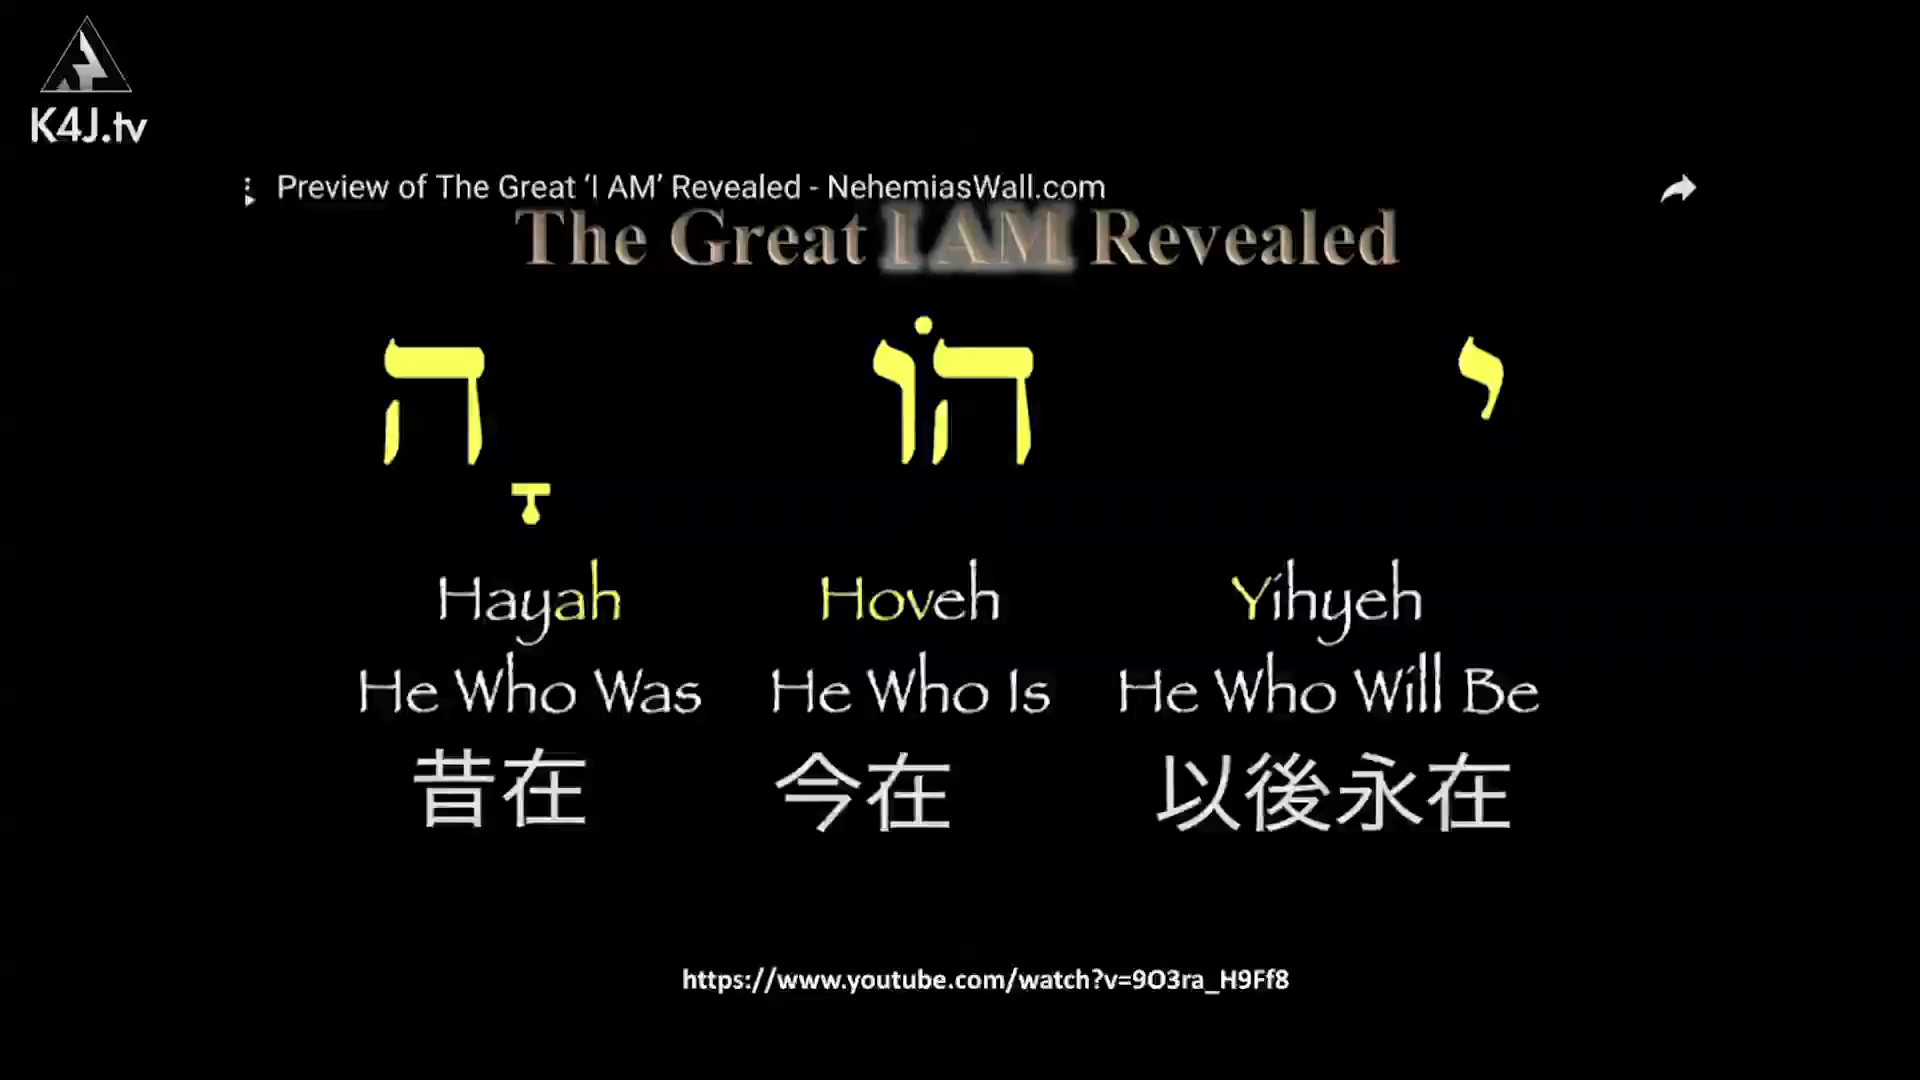 K4J.tv
Preview of The Great ‘I AM’ Revealed - NehemiasWall.com
The Great I AM Revealed
י הֹו ָה
Hayah Hoveh Yihyeh
He Who Was He Who Is He Who Will Be
昔在 今在 以後永在
https://www.youtube.com/watch?v=9O3ra_H9Ff8